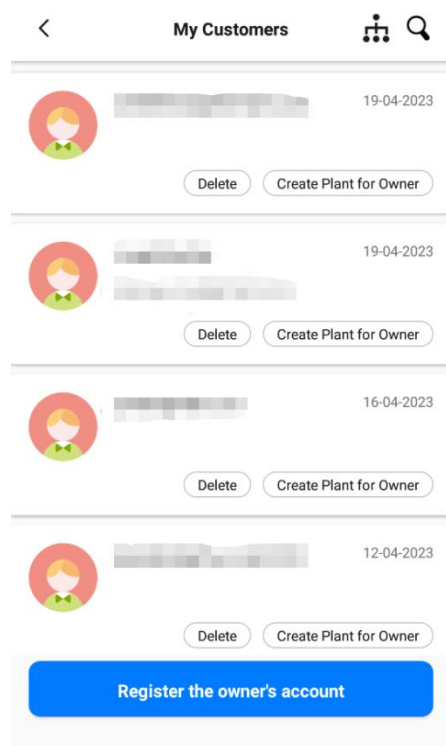 My Customers
19-04-2023
Delete Create Plant for Owner
19-04-2023
Delete Create Plant for Owner
16-04-2023
Delete Create Plant for Owner
12-04-2023
Delete Create Plant for Owner
Register the owner's account